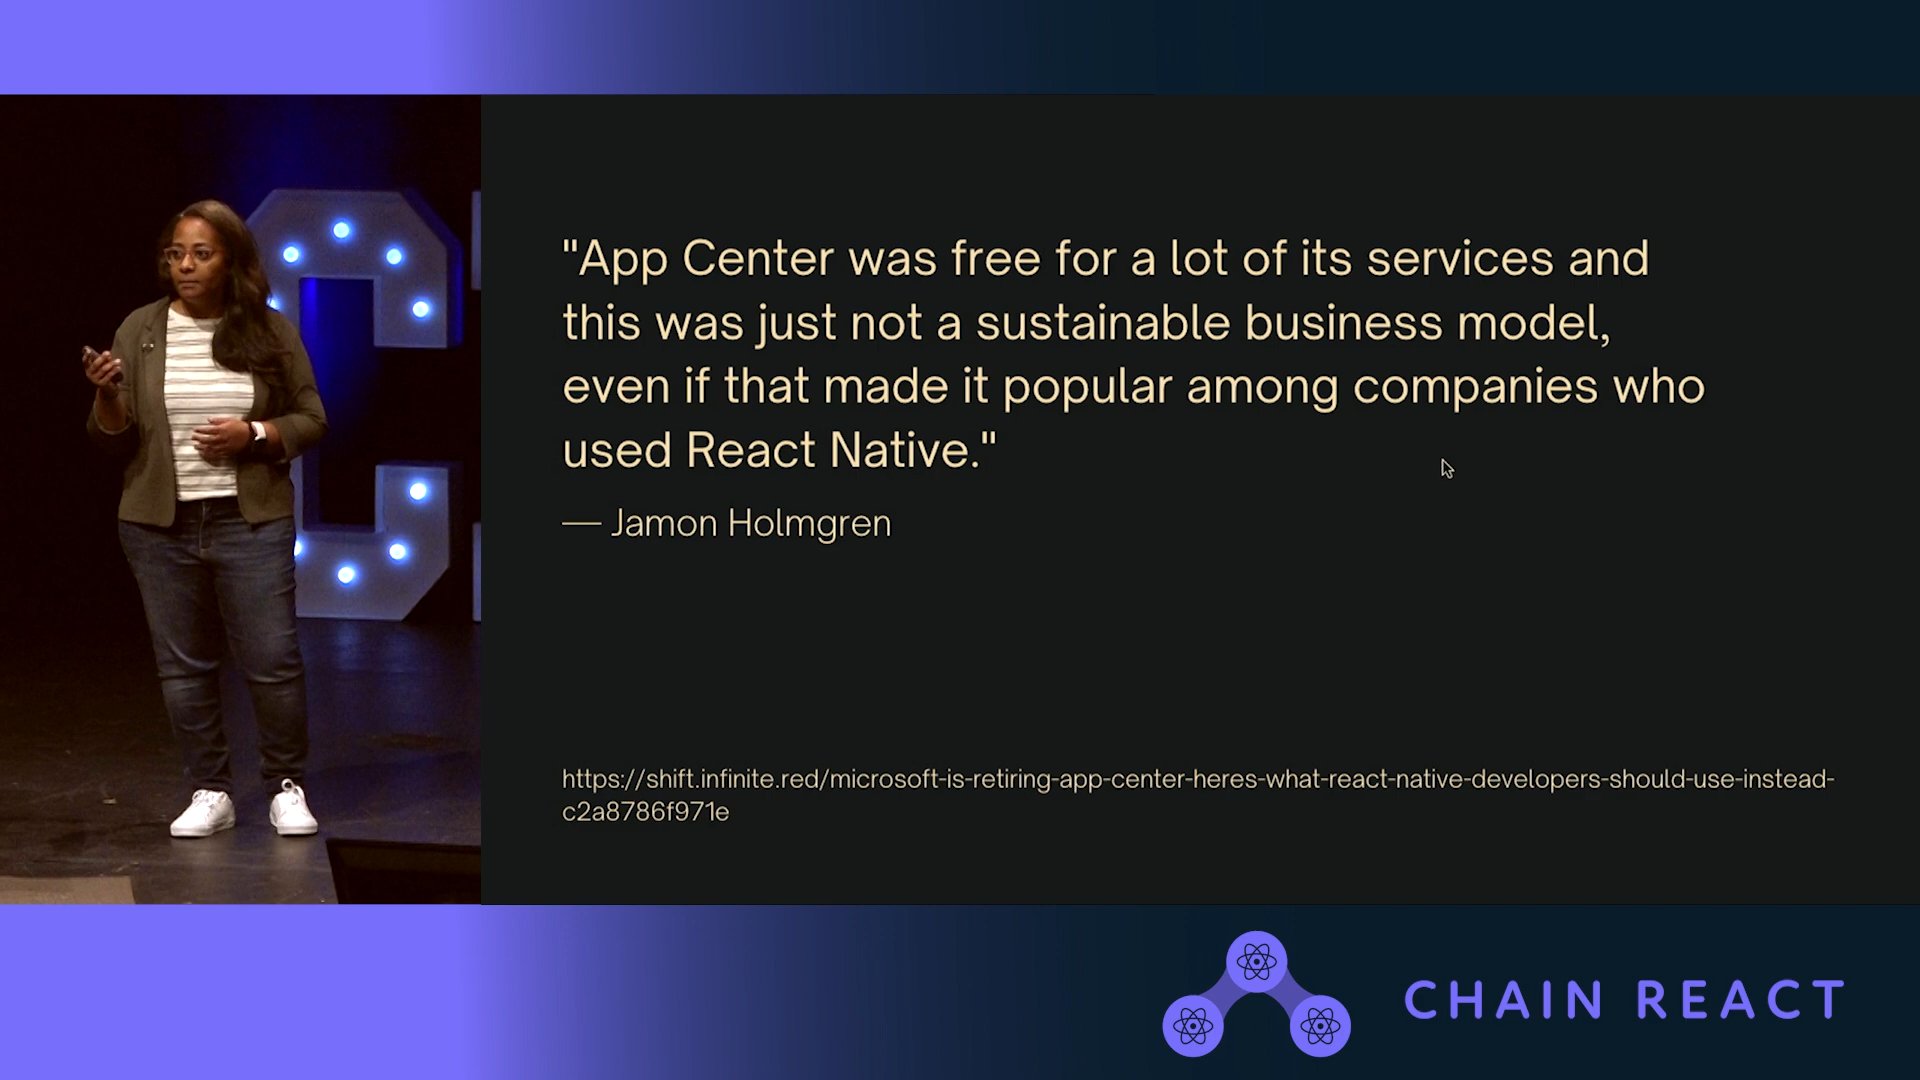 "App Center was free for a lot of its services and
this was just not a sustainable business model,
even if that made it popular among companies who
used React Native."
— Jamon Holmgren
https://shift.infinite.red/microsoft-is-retiring-app-center-heres-what-react-native-developers-should-use-instead-
c2a8786f971e
CHAIN REACT